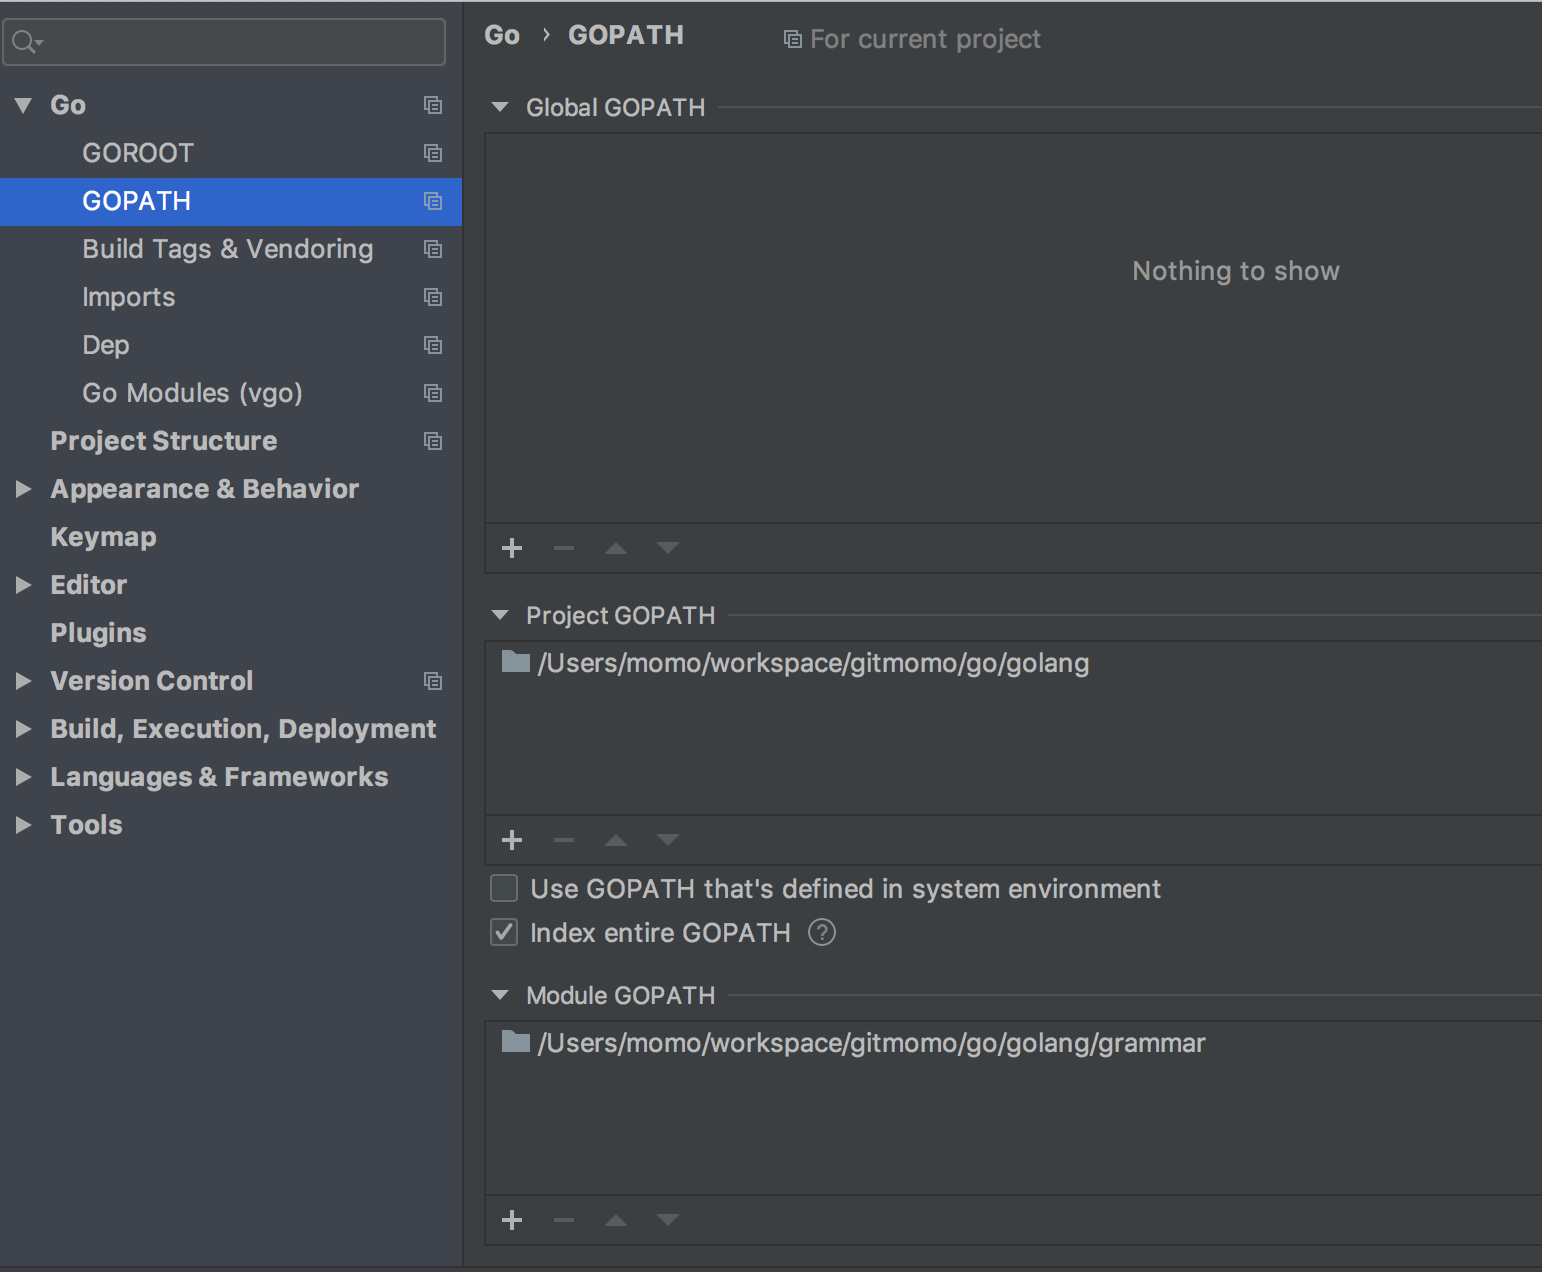 Go
GOROOT
GOPATH
Build Tags & Vendoring
Imports
Dep
Go Modules (vgo)
Project Structure
Appearance & Behavior
Keymap
Editor
Plugins
Version Control
Build, Execution, Deployment
Languages & Frameworks
Tools
Go › GOPATH For current project
Global GOPATH
Nothing to show
Project GOPATH
/Users/momo/workspace/gitmomo/go/golang
Use GOPATH that's defined in system environment
Index entire GOPATH ?
Module GOPATH
/Users/momo/workspace/gitmomo/go/golang/grammar